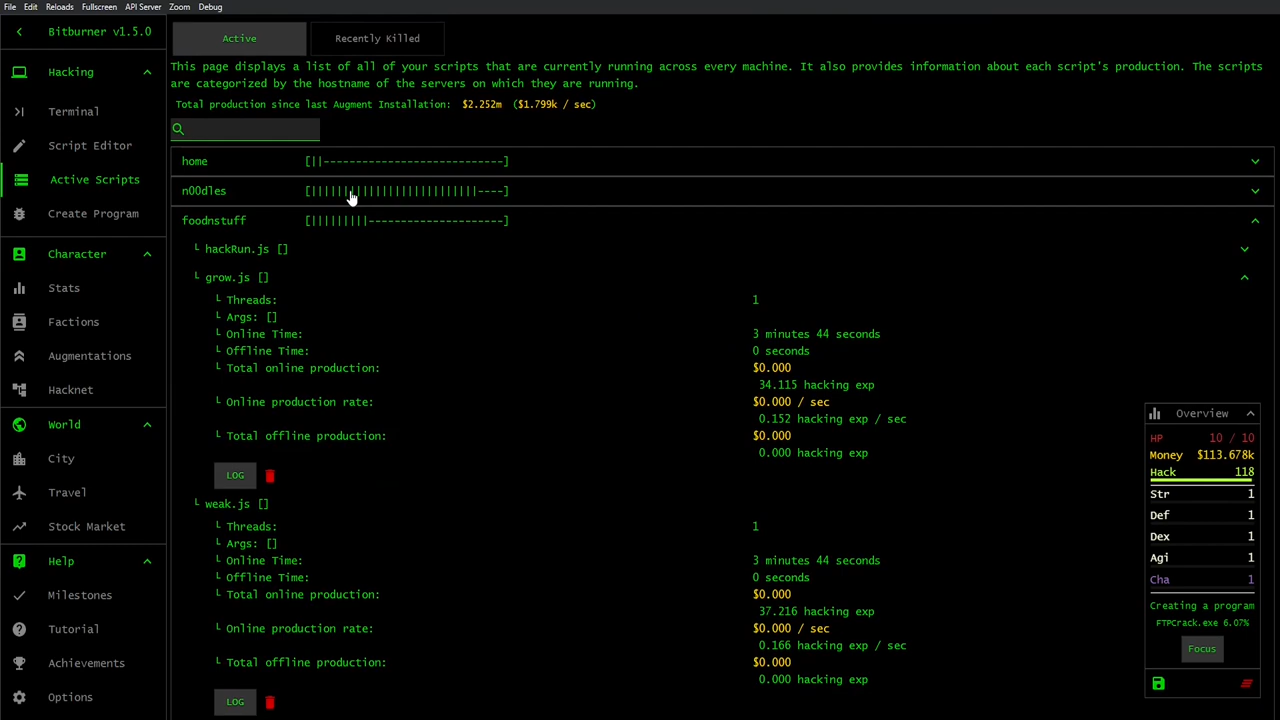 File Edit Reloads Fullscreen API Server Zoom Debug
Bitburner v1.5.0
Hacking
Terminal
Script Editor
Active Scripts
Create Program
Character
Stats
Factions
Augmentations
Hacknet
World
City
Travel
Stock Market
Help
Milestones
Tutorial
Achievements
Options
Active Recently Killed
This page displays a list of all of your scripts that are currently running across every machine. It also provides information about each script's production. The scripts
are categorized by the hostname of the servers on which they are running.
Total production since last Augment Installation: $2.252m ($1.799k / sec)
home [||-----------------------------]
n00dles [||||||||||||||||||||||||||----]
foodnstuff [|||||||||----------------------]
└ hackRun.js []
└ grow.js []
└ Threads: 1
└ Args: []
└ Online Time: 3 minutes 44 seconds
└ Offline Time: 0 seconds
└ Total online production: $0.000
34.115 hacking exp
└ Online production rate: $0.000 / sec
0.152 hacking exp / sec
└ Total offline production: $0.000
0.000 hacking exp
LOG
└ weak.js []
└ Threads: 1
└ Args: []
└ Online Time: 3 minutes 44 seconds
└ Offline Time: 0 seconds
└ Total online production: $0.000
37.216 hacking exp
└ Online production rate: $0.000 / sec
0.166 hacking exp / sec
└ Total offline production: $0.000
0.000 hacking exp
LOG
Overview
HP 10 / 10
Money $113.678k
Hack 118
Str 1
Def 1
Dex 1
Agi 1
Cha 1
Creating a program
FTPCrack.exe 6.07%
Focus